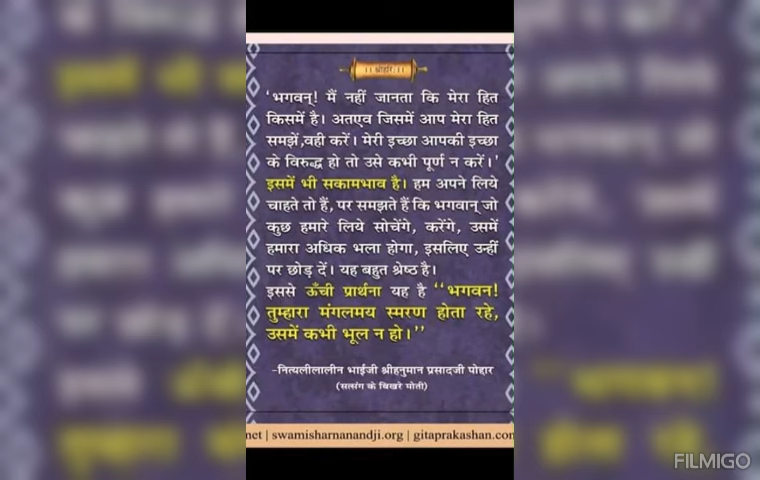 ।। श्रीहरि: ।।
'भगवन्! मैं नहीं जानता कि मेरा हित
किसमें है। अतएव जिसमें आप मेरा हित
समझें,वही करें। मेरी इच्छा आपकी इच्छा
के विरुद्ध हो तो उसे कभी पूर्ण न करें।'
इसमें भी सकामभाव है। हम अपने लिये
चाहते तो हैं, पर समझते हैं कि भगवान् जो
कुछ हमारे लिये सोचेंगे, करेंगे, उसमें
हमारा अधिक भला होगा, इसलिए उन्हीं
पर छोड़ दें। यह बहुत श्रेष्ठ है।
इससे ऊँची प्रार्थना यह है ‘‘भगवन!
तुम्हारा मंगलमय स्मरण होता रहे,
उसमें कभी भूल न हो।’’
-नित्यलीलालीन भाईजी श्रीहनुमान प्रसादजी पोद्दार
(सत्संग के बिखरे मोती)
net | swamisharnanandji.org | gitaprakashan.com
FILMIGO